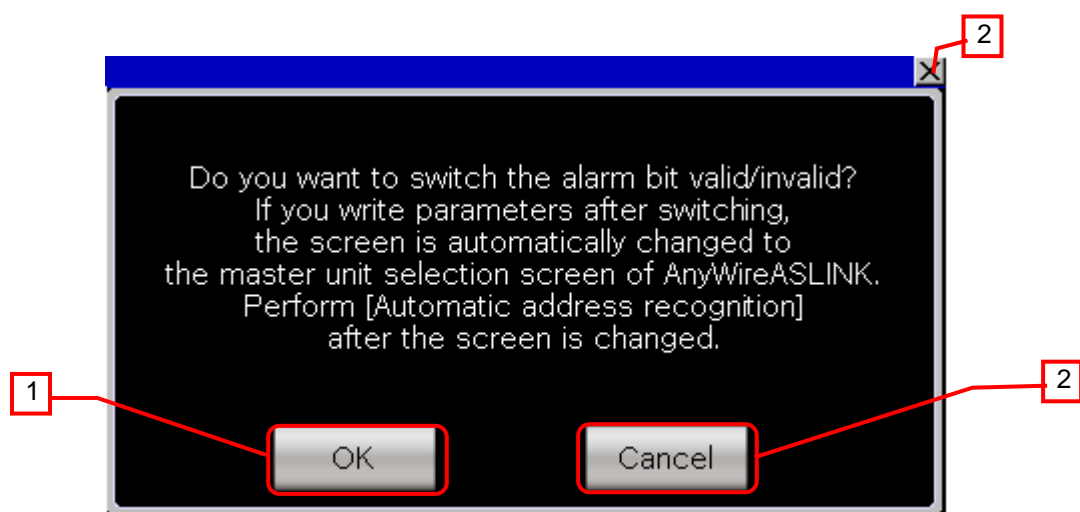 2
X
Do you want to switch the alarm bit valid/invalid?
If you write parameters after switching,
the screen is automatically changed to
the master unit selection screen of AnyWireASLINK.
Perform [Automatic address recognition]
after the screen is changed.
1
2
OK
Cancel